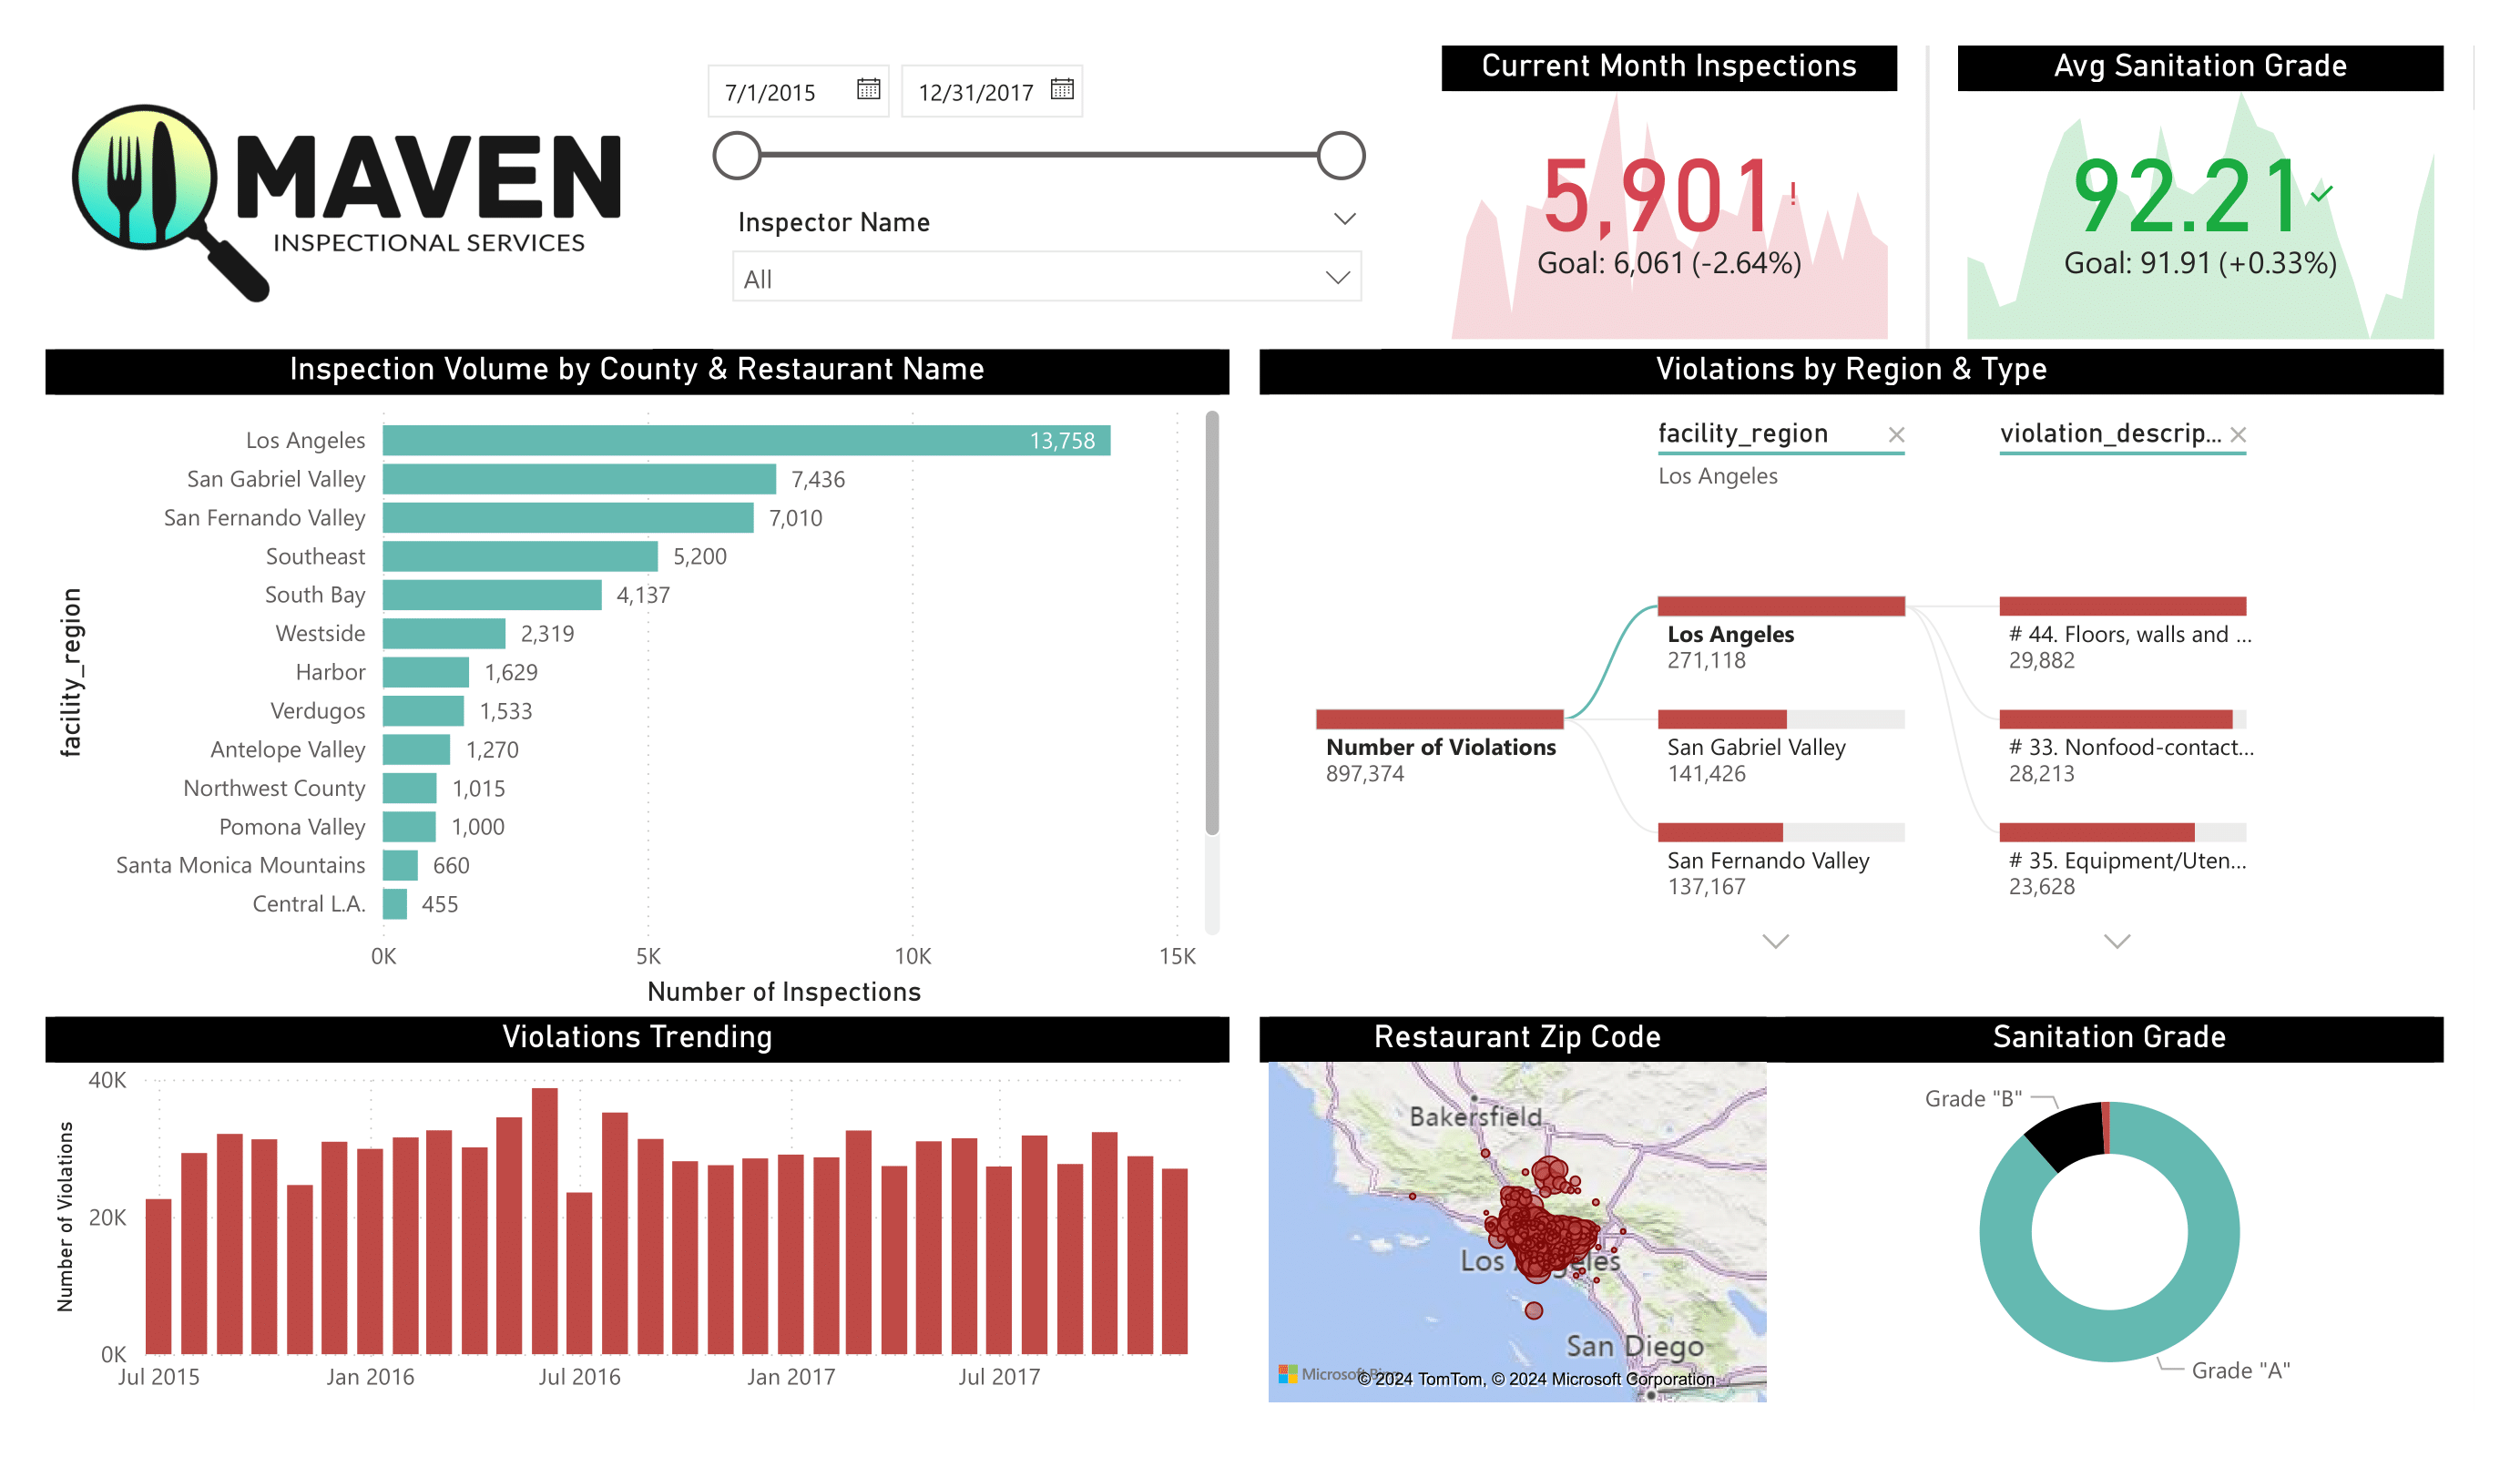 MAVEN
INSPECTIONAL SERVICES
7/1/2015
12/31/2017
Inspector Name
All
Current Month Inspections
5,901!
Goal: 6,061 (-2.64%)
Avg Sanitation Grade
92.21
Goal: 91.91 (+0.33%)
Inspection Volume by County & Restaurant Name
facility_region
Los Angeles 13,758
San Gabriel Valley 7,436
San Fernando Valley 7,010
Southeast 5,200
South Bay 4,137
Westside 2,319
Harbor 1,629
Verdugos 1,533
Antelope Valley 1,270
Northwest County 1,015
Pomona Valley 1,000
Santa Monica Mountains 660
Central L.A. 455
0K 5K 10K 15K
Number of Inspections
Violations by Region & Type
facility_region
Los Angeles
violation_descrip...
Number of Violations
897,374
Los Angeles
271,118
San Gabriel Valley
141,426
San Fernando Valley
137,167
# 44. Floors, walls and ...
29,882
# 33. Nonfood-contact...
28,213
# 35. Equipment/Uten...
23,628
Violations Trending
Number of Violations
40K
20K
0K
Jul 2015 Jan 2016 Jul 2016 Jan 2017 Jul 2017
Restaurant Zip Code
Bakersfield
Los Angeles
San Diego
Microsoft Bing
© 2024 TomTom, © 2024 Microsoft Corporation
Sanitation Grade
Grade "B"
Grade "A"